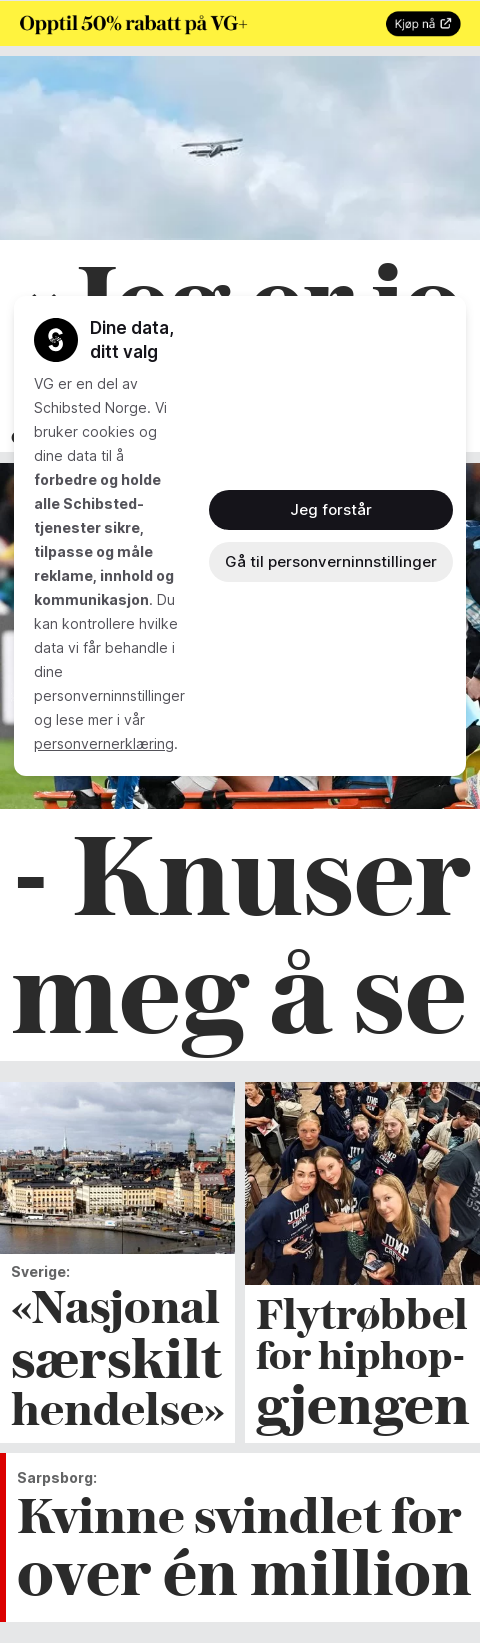 Opptil 50% rabatt på VG+
Kjøp nå
Dine data,
ditt valg
VG er en del av
Schibsted Norge. Vi
bruker cookies og
dine data til å
forbedre og holde
alle Schibsted-
tjenester sikre,
tilpasse og måle
reklame, innhold og
kommunikasjon. Du
kan kontrollere hvilke
data vi får behandle i
dine
personverninnstillinger
og lese mer i vår
personvernerklæring.
Jeg forstår
Gå til personverninnstillinger
- Knuser
meg å se
JUMP
CREW
JUMP
CREW
Sverige:
«Nasjonal
særskilt
hendelse»
Flytrøbbel
for hiphop-
gjengen
Sarpsborg:
Kvinne svindlet for
over én million